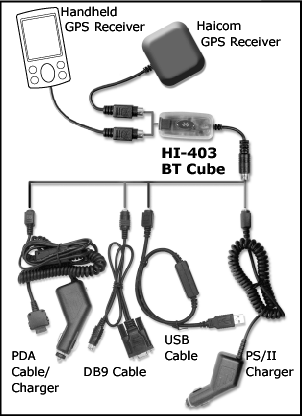 Handheld
GPS Receiver
Haicom
GPS Receiver
HI-403
BT Cube
PDA
Cable/
Charger
DB9 Cable
USB
Cable
PS/II
Charger